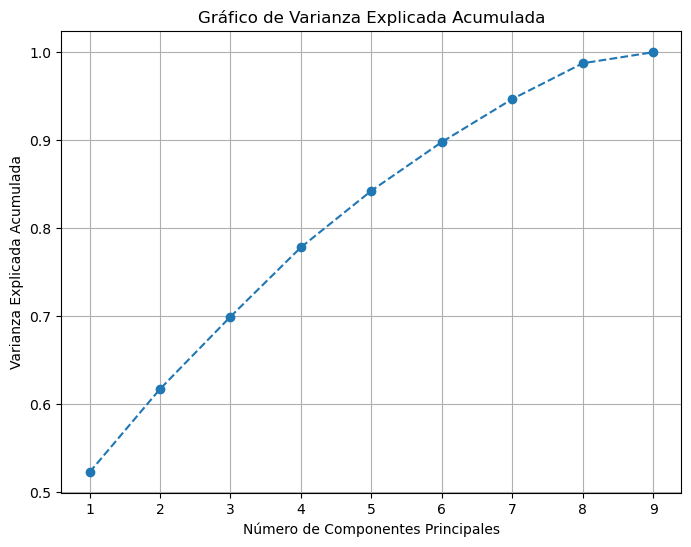 Gráfico de Varianza Explicada Acumulada
1.0
0.9
0.8
0.7
0.6
0.5
Varianza Explicada Acumulada
1 2 3 4 5 6 7 8 9
Número de Componentes Principales